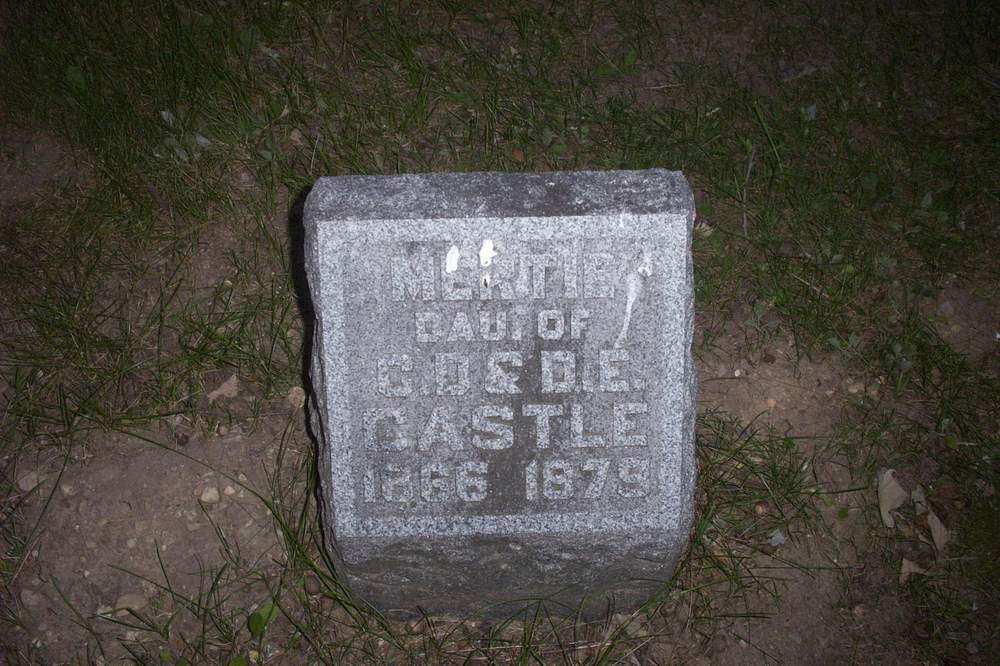 MERTIE
DAU. OF
C.D & D.E.
CASTLE
1866 1879